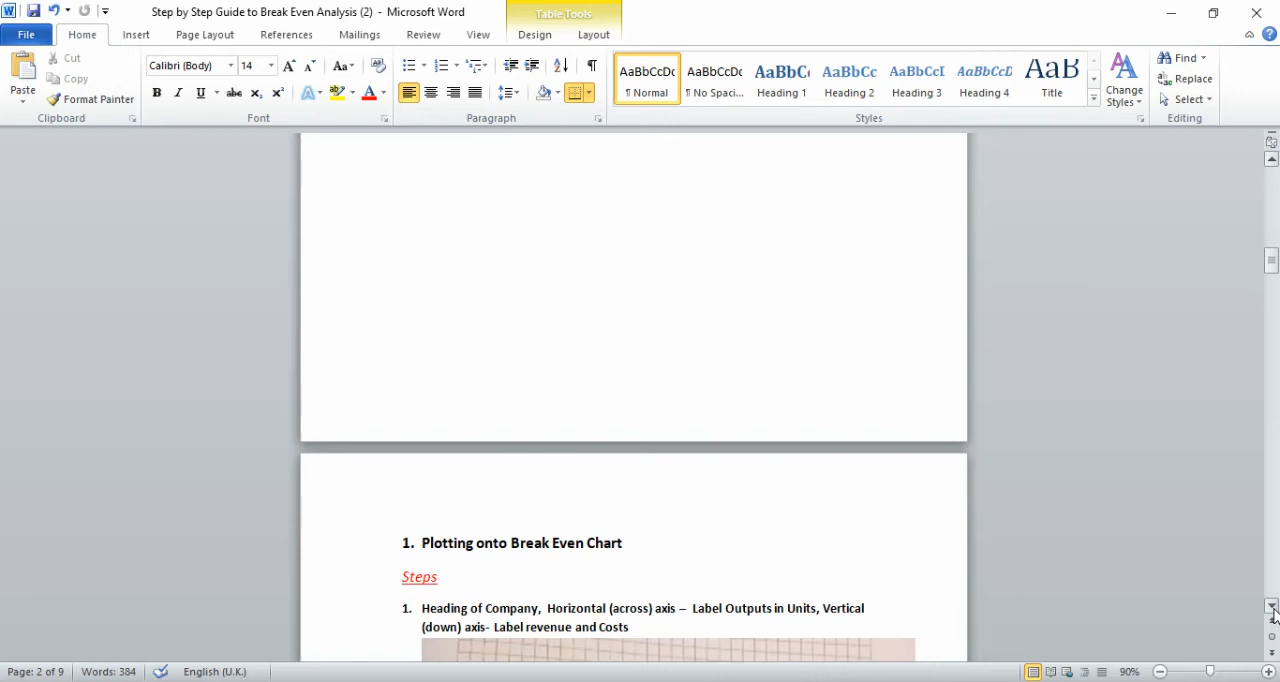 Step by Step Guide to Break Even Analysis (2) - Microsoft Word
Table Tools
File Home Insert Page Layout References Mailings Review View Design Layout
Paste
Cut
Copy
Format Painter
Clipboard
Calibri (Body) 14
Font
Paragraph
AaBbCcDc AaBbCcDc AaBbC AaBbCc AaBbCcI AaBbCcD AaB
¶ Normal ¶ No Spaci... Heading 1 Heading 2 Heading 3 Heading 4 Title
Change
Styles
Styles
Find
Replace
Select
Editing
1. Plotting onto Break Even Chart
Steps
1. Heading of Company, Horizontal (across) axis – Label Outputs in Units, Vertical
(down) axis- Label revenue and Costs
Page: 2 of 9 Words: 384 English (U.K.) 90%